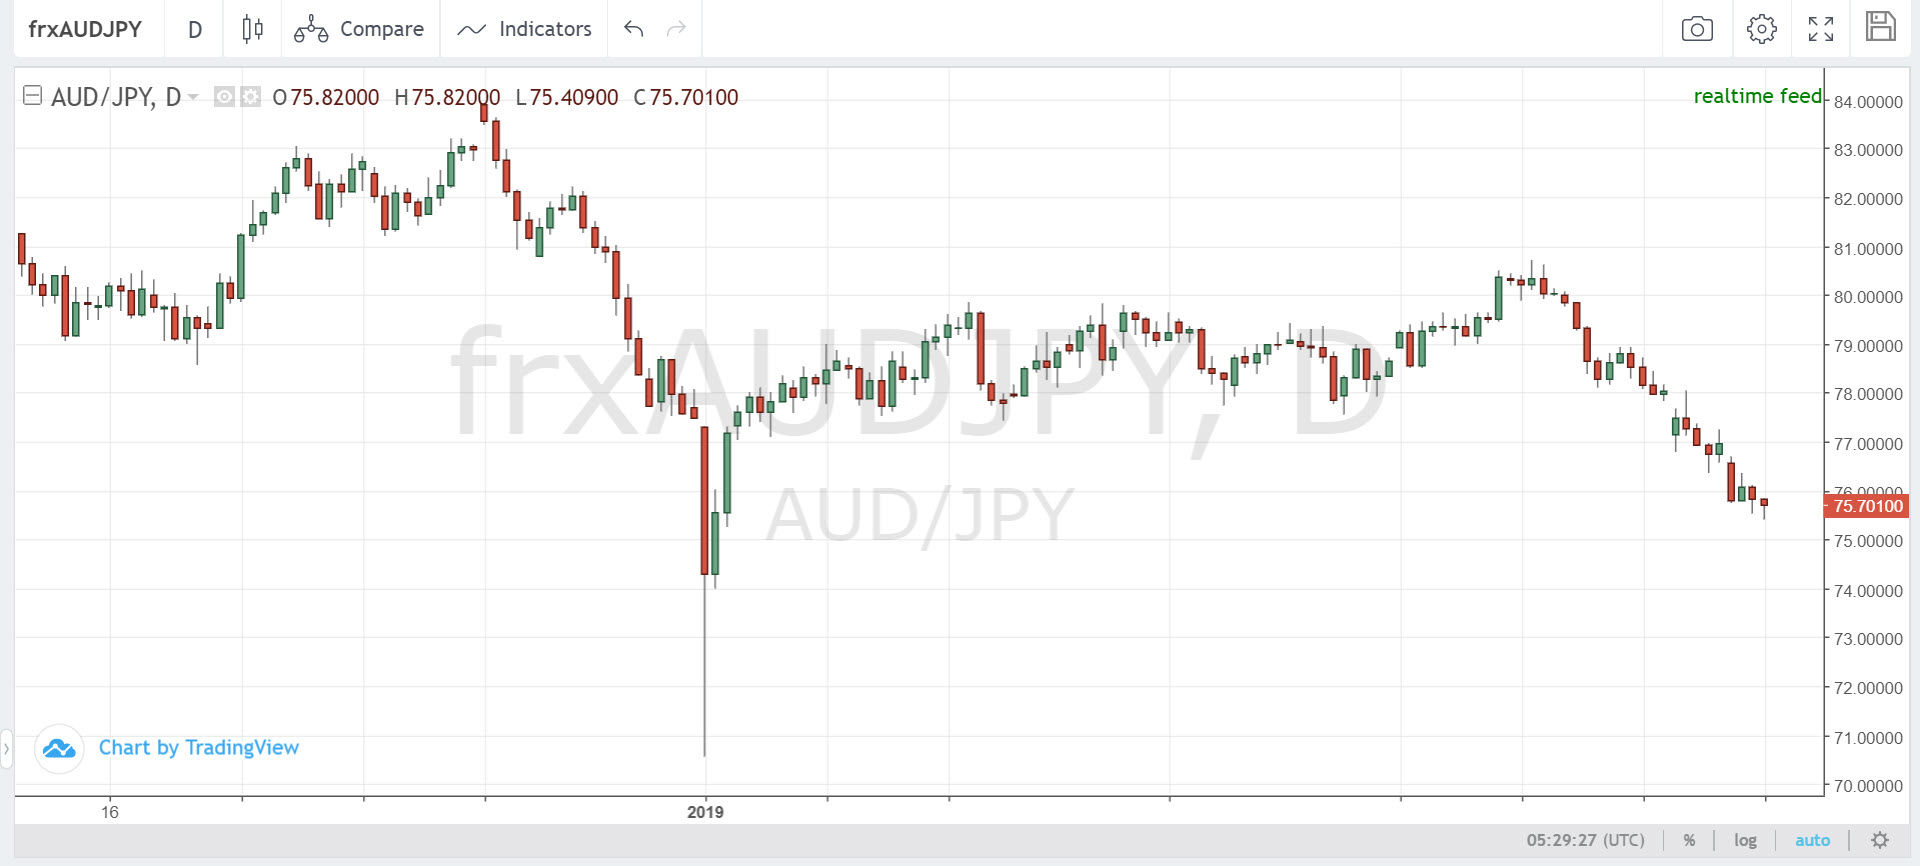 frxAUDJPY D Compare Indicators
AUD/JPY, D O75.82000 H75.82000 L75.40900 C75.70100
realtime feed
84.00000
83.00000
82.00000
81.00000
80.00000
79.00000
78.00000
77.00000
76.00000
75.70100
75.00000
74.00000
73.00000
72.00000
71.00000
70.00000
frxAUDJPY, D
AUD/JPY
Chart by TradingView
16 2019
05:29:27 (UTC) % log auto